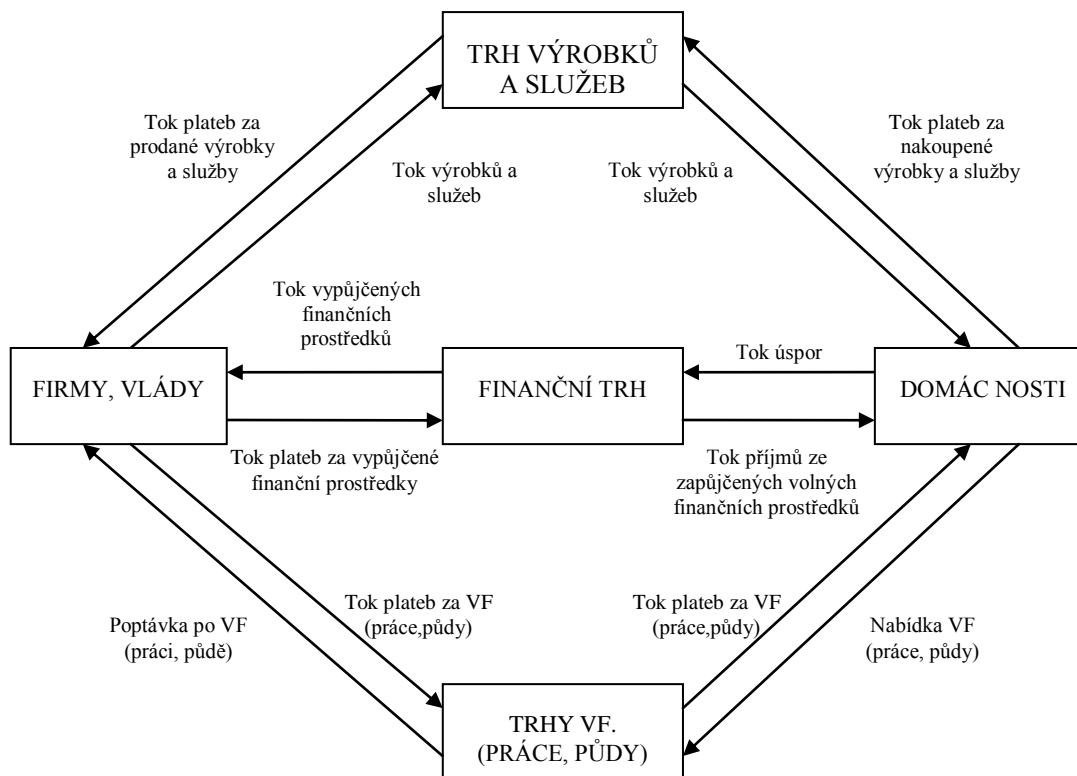 TRH VÝROBKŮ
A SLUŽEB
Tok plateb za
prodané výrobky
a služby
Tok výrobků a
služeb
Tok výrobků a
služeb
Tok plateb za
nakoupené
výrobky a služby
Tok vypůjčených
finančních
prostředků
Tok úspor
FIRMY, VLÁDY
FINANČNÍ TRH
DOMÁC NOSTI
Tok plateb za vypůjčené
finanční prostředky
Tok příjmů ze
zapůjčených volných
finančních prostředků
Poptávka po VF
(práci, půdě)
Tok plateb za VF
(práce,půdy)
Tok plateb za VF
(práce,půdy)
Nabídka VF
(práce, půdy)
TRHY VF.
(PRÁCE, PŮDY)